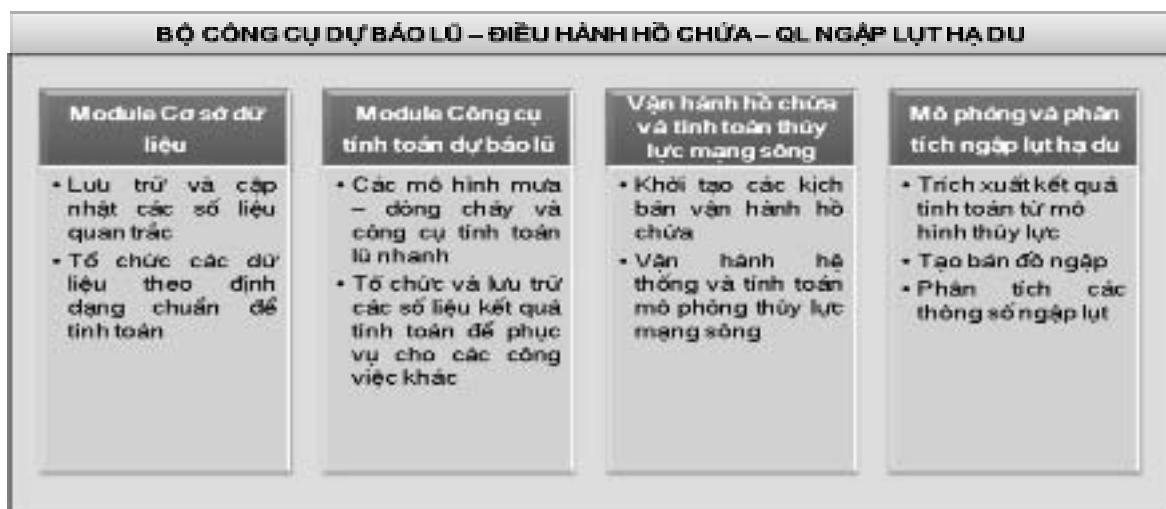 BỘ CÔNG CỤ DỰ BÁO LŨ – ĐIỀU HÀNH HỒ CHỨA – QL NGẬP LỤT HẠ DU
Module Cơ sở dữ
liệu
• Lưu trữ và cập
nhật các số liệu
quan trắc
• Tổ chức các dữ
liệu theo định
dạng chuẩn để
tính toán
Module Công cụ
tính toán dự báo lũ
• Các mô hình mưa
– dòng chảy và
công cụ tính toán
lũ nhanh
• Tổ chức và lưu trữ
các số liệu kết quả
tính toán để phục
vụ cho các công
việc khác
Vận hành hồ chứa
và tính toán thủy
lực mạng sông
• Khởi tạo các kịch
bản vận hành hồ
chứa
• Vận hành hệ
thống và tính toán
mô phỏng thủy lực
mạng sông
Mô phỏng và phân
tích ngập lụt hạ du
• Trích xuất kết quả
tính toán từ mô
hình thủy lực
• Tạo bản đồ ngập
• Phân tích các
thông số ngập lụt